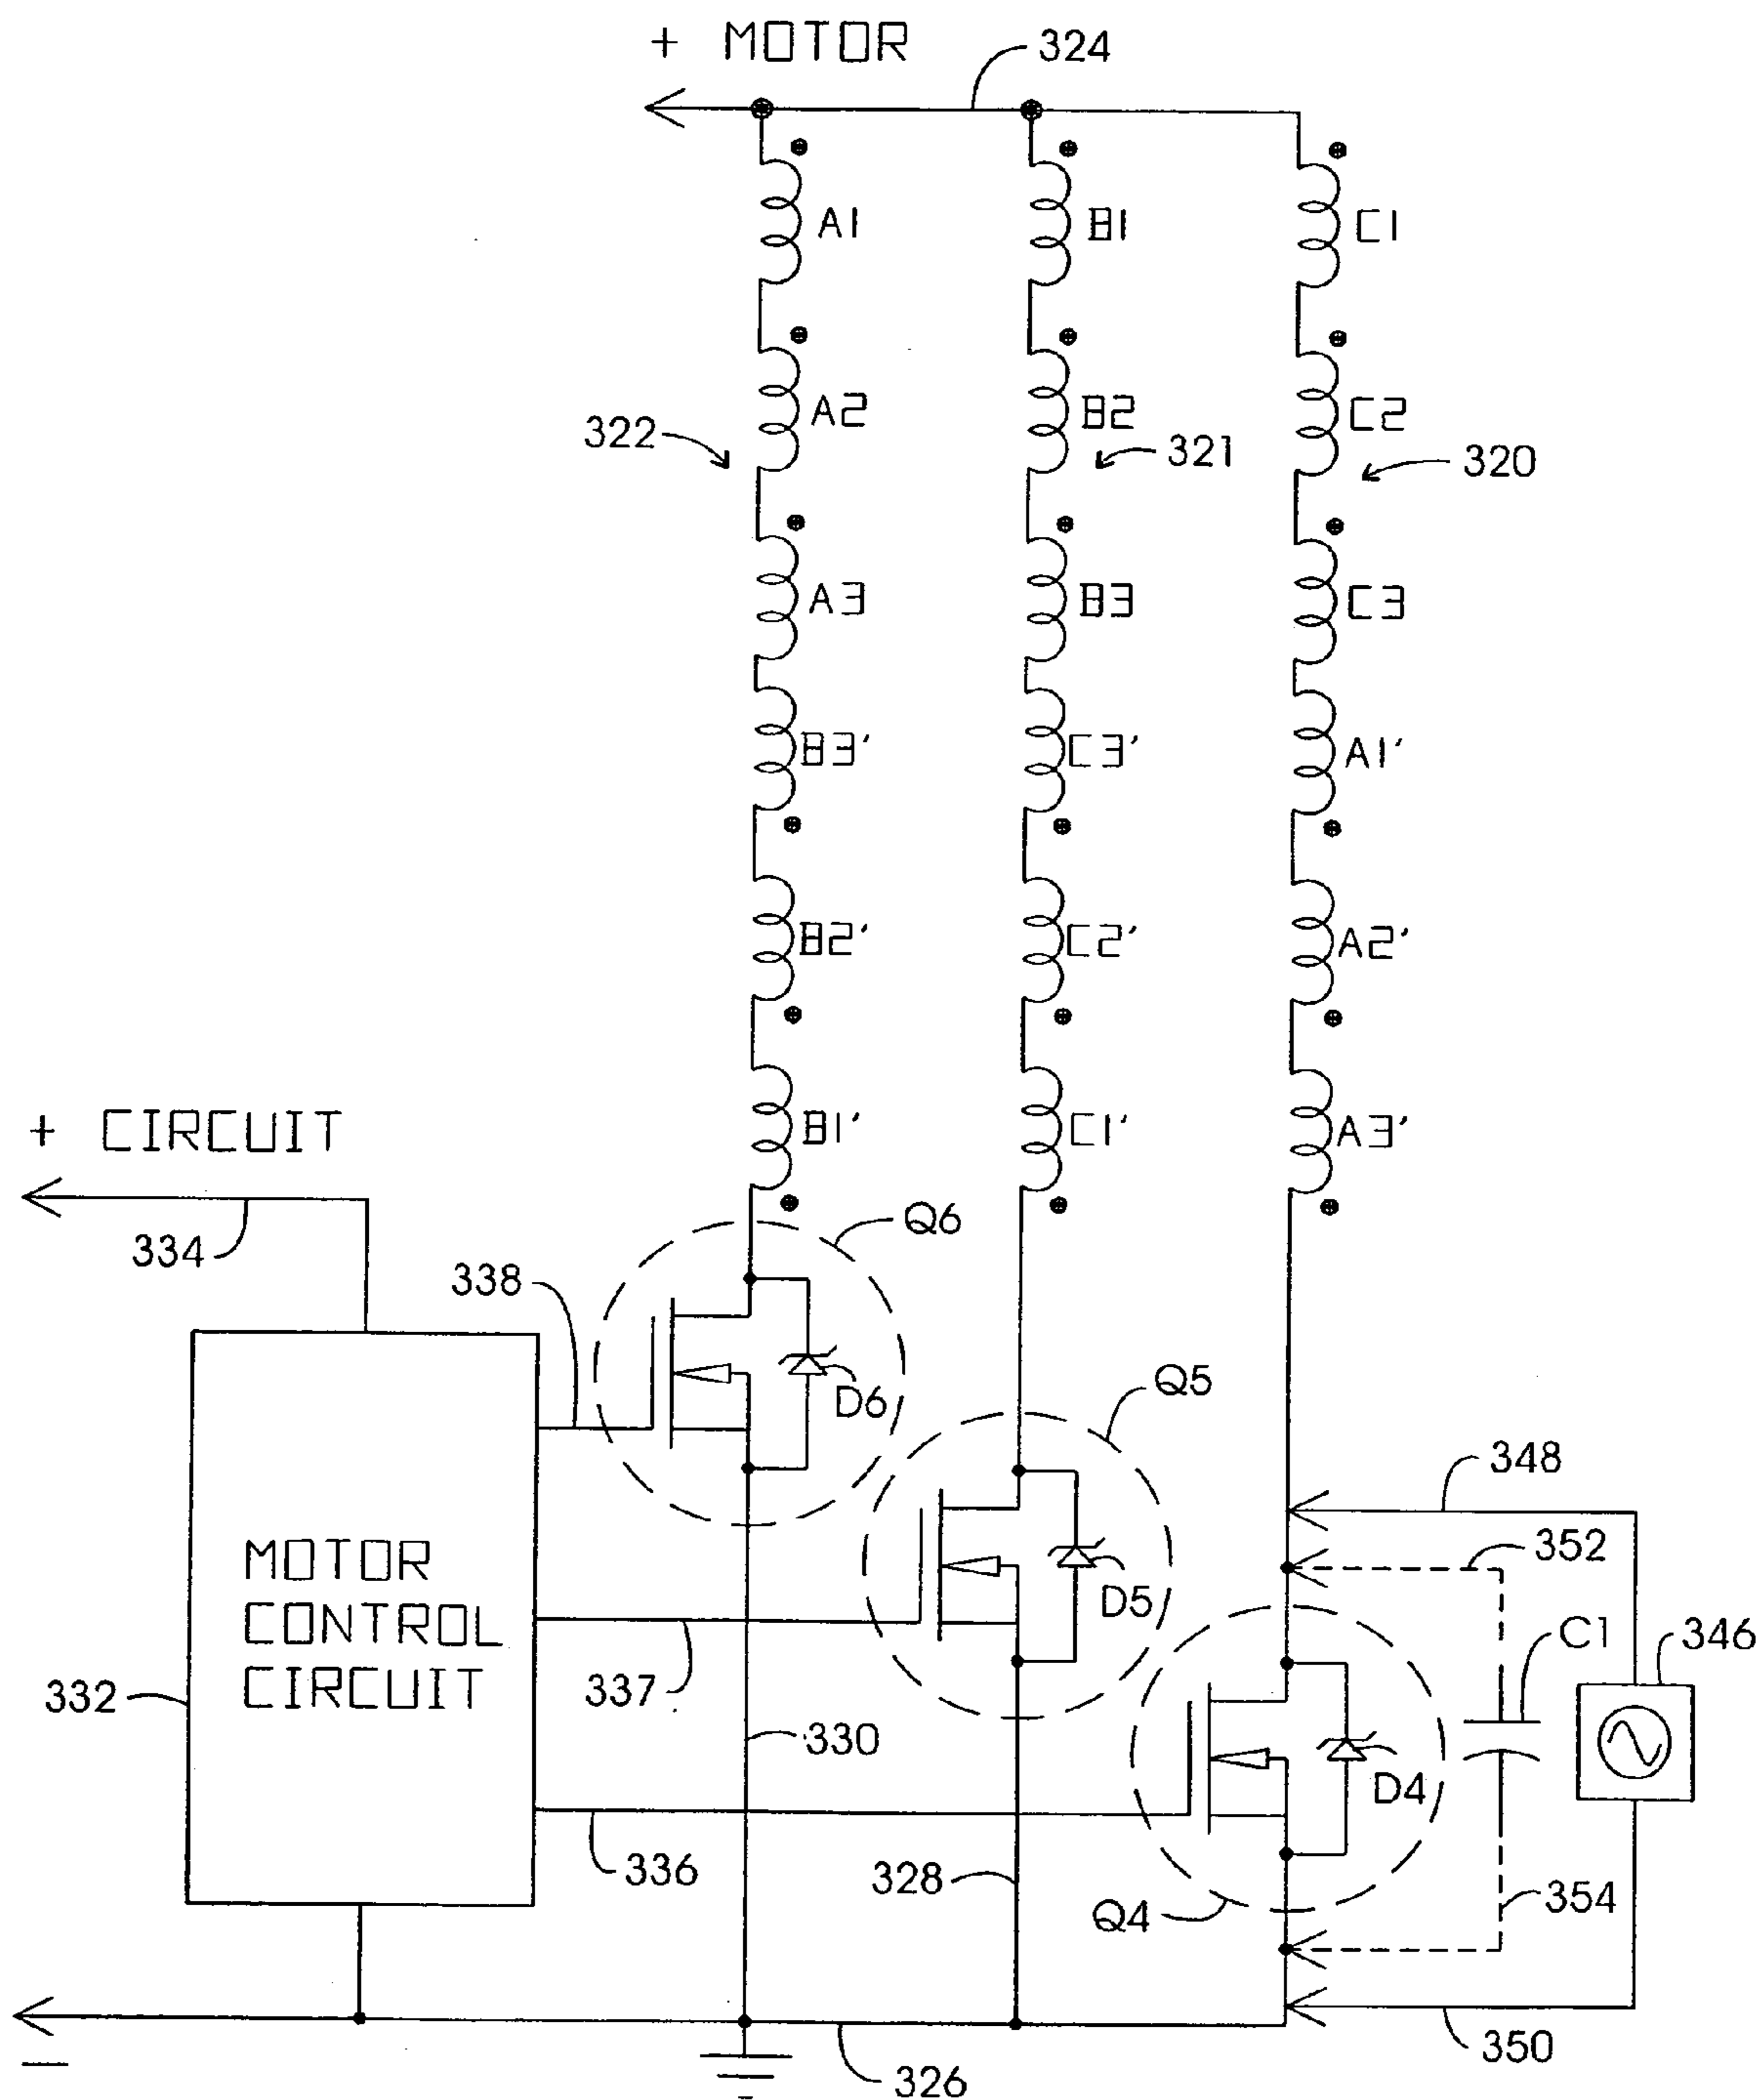 + MOTOR
324
A1
B1
C1
A2
B2
C2
322
321
320
A3
B3
C3
B3'
C3'
A1'
B2'
C2'
A2'
B1'
C1'
A3'
+ CIRCUIT
334
Q6
338
D6
Q5
348
352
D5
C1
346
MOTOR
CONTROL
CIRCUIT
332
337
330
D4
336
328
Q4
354
350
326
−